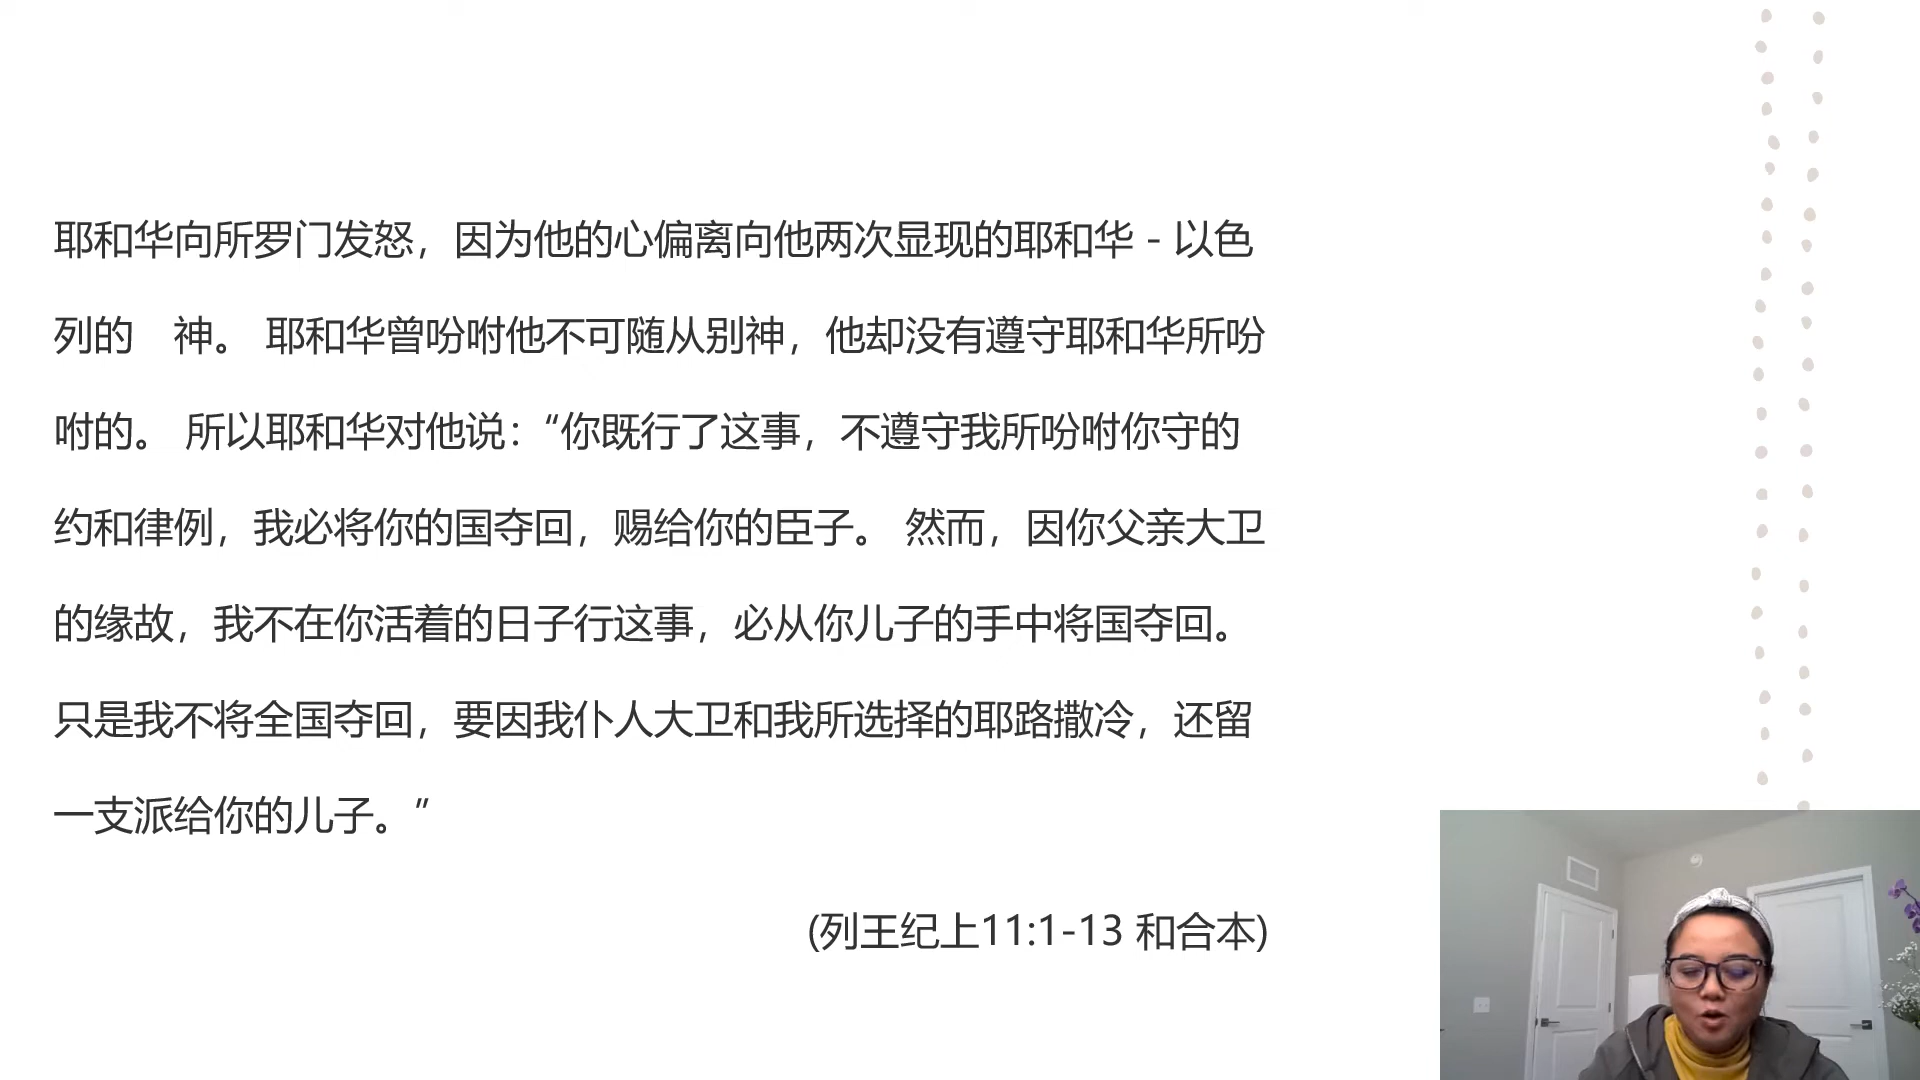 耶和华向所罗门发怒，因为他的心偏离向他两次显现的耶和华 - 以色
列的　神。 耶和华曾吩咐他不可随从别神，他却没有遵守耶和华所吩
咐的。 所以耶和华对他说：“你既行了这事，不遵守我所吩咐你守的
约和律例，我必将你的国夺回，赐给你的臣子。 然而，因你父亲大卫
的缘故，我不在你活着的日子行这事，必从你儿子的手中将国夺回。
只是我不将全国夺回，要因我仆人大卫和我所选择的耶路撒冷，还留
一支派给你的儿子。”
(列王纪上11:1-13 和合本)